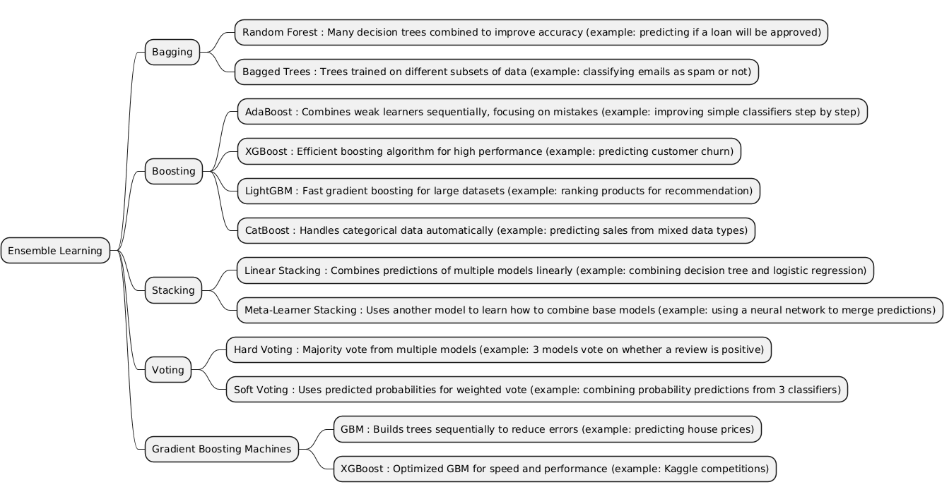 Ensemble Learning
Bagging
Random Forest : Many decision trees combined to improve accuracy (example: predicting if a loan will be approved)
Bagged Trees : Trees trained on different subsets of data (example: classifying emails as spam or not)
Boosting
AdaBoost : Combines weak learners sequentially, focusing on mistakes (example: improving simple classifiers step by step)
XGBoost : Efficient boosting algorithm for high performance (example: predicting customer churn)
LightGBM : Fast gradient boosting for large datasets (example: ranking products for recommendation)
CatBoost : Handles categorical data automatically (example: predicting sales from mixed data types)
Stacking
Linear Stacking : Combines predictions of multiple models linearly (example: combining decision tree and logistic regression)
Meta-Learner Stacking : Uses another model to learn how to combine base models (example: using a neural network to merge predictions)
Voting
Hard Voting : Majority vote from multiple models (example: 3 models vote on whether a review is positive)
Soft Voting : Uses predicted probabilities for weighted vote (example: combining probability predictions from 3 classifiers)
Gradient Boosting Machines
GBM : Builds trees sequentially to reduce errors (example: predicting house prices)
XGBoost : Optimized GBM for speed and performance (example: Kaggle competitions)